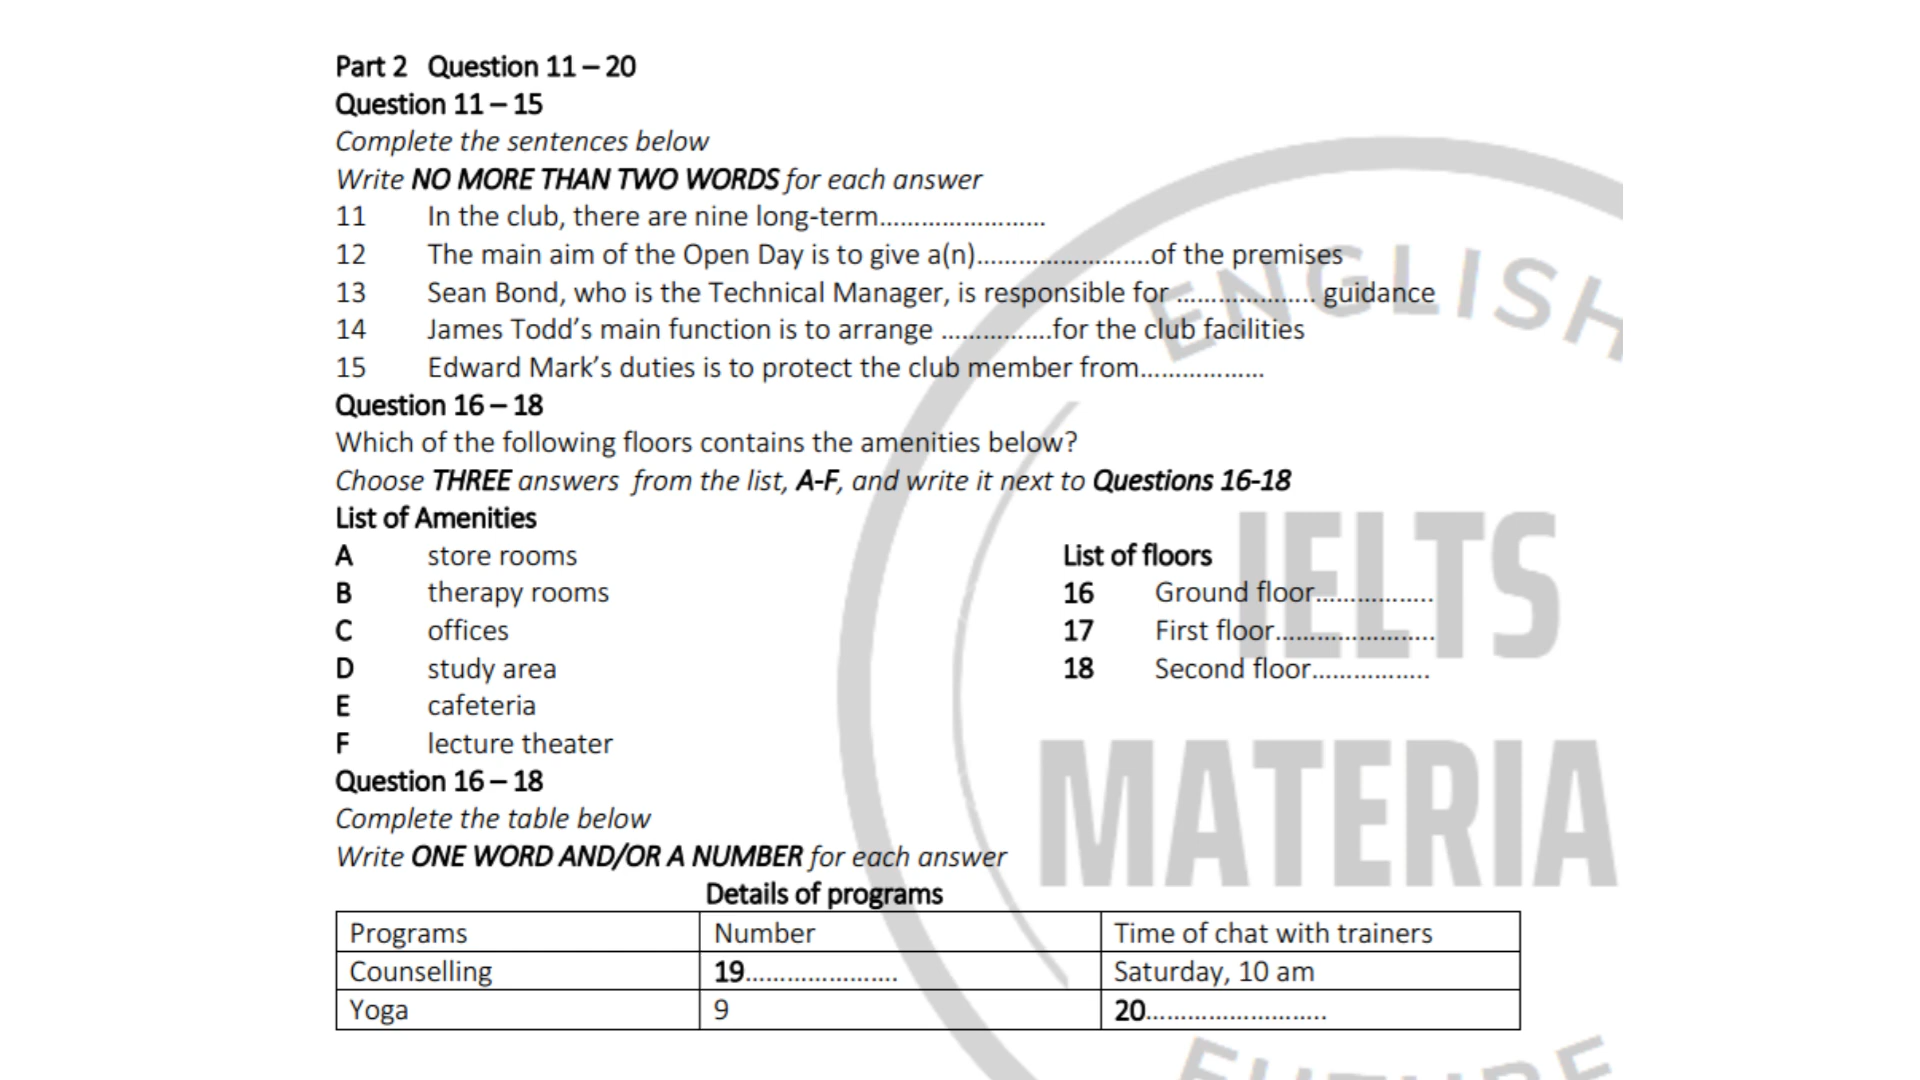 Part 2 Question 11 – 20
Question 11 – 15
Complete the sentences below
Write NO MORE THAN TWO WORDS for each answer
11 In the club, there are nine long-term……………………
12 The main aim of the Open Day is to give a(n)…………………….of the premises
13 Sean Bond, who is the Technical Manager, is responsible for ……………….. guidance
14 James Todd’s main function is to arrange …………….for the club facilities
15 Edward Mark’s duties is to protect the club member from………………
Question 16 – 18
Which of the following floors contains the amenities below?
Choose THREE answers from the list, A-F, and write it next to Questions 16-18
List of Amenities
A store rooms
List of floors
B therapy rooms
16 Ground floor……………..
C offices
17 First floor…………………..
D study area
18 Second floor……………..
E cafeteria
F lecture theater
Question 16 – 18
Complete the table below
Write ONE WORD AND/OR A NUMBER for each answer
Details of programs
Programs Number Time of chat with trainers
Counselling 19…………………. Saturday, 10 am
Yoga 9 20……………………..
ENGLISH
IELTS
MATERIA
FUTURE